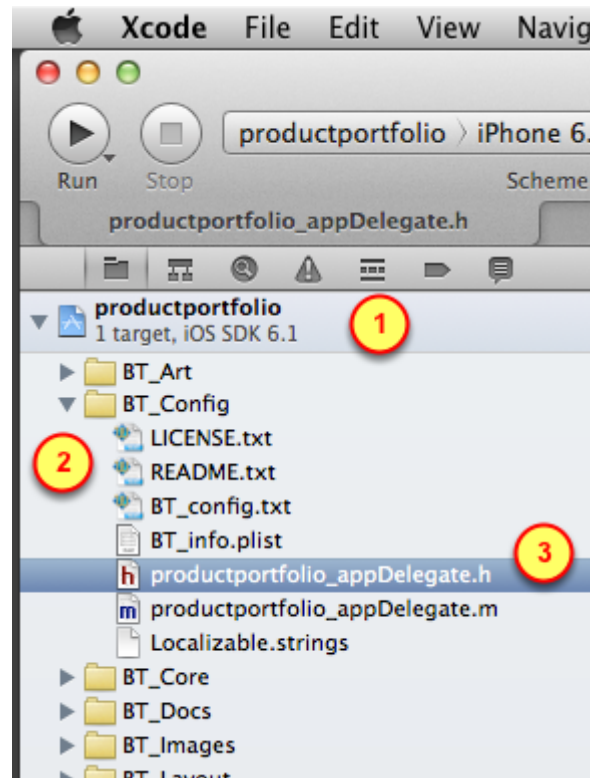 Xcode File Edit View Navig
productportfolio 〉 iPhone 6.
Run Stop Scheme
productportfolio_appDelegate.h
productportfolio
1 target, iOS SDK 6.1
1
BT_Art
BT_Config
LICENSE.txt
2
README.txt
BT_config.txt
BT_info.plist
3
h productportfolio_appDelegate.h
m productportfolio_appDelegate.m
Localizable.strings
BT_Core
BT_Docs
BT_Images
BT_Layout